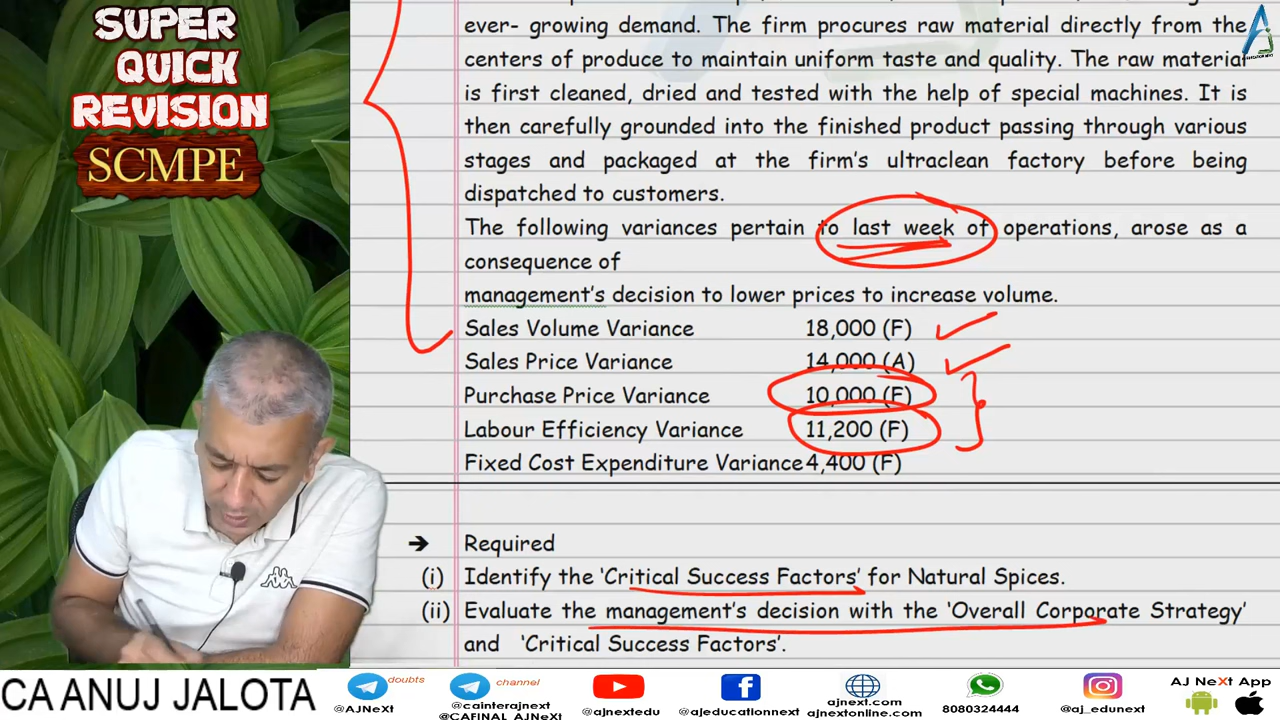 SUPER
QUICK
REVISION
SCMPE
ever- growing demand. The firm procures raw material directly from the
centers of produce to maintain uniform taste and quality. The raw material
is first cleaned, dried and tested with the help of special machines. It is
then carefully grounded into the finished product passing through various
stages and packaged at the firm's ultraclean factory before being
dispatched to customers.
The following variances pertain to last week of operations, arose as a
consequence of
management's decision to lower prices to increase volume.
Sales Volume Variance 18,000 (F)
Sales Price Variance 14,000 (A)
Purchase Price Variance 10,000 (F)
Labour Efficiency Variance 11,200 (F)
Fixed Cost Expenditure Variance 4,400 (F)
➔ Required
(i) Identify the 'Critical Success Factors' for Natural Spices.
(ii) Evaluate the management's decision with the 'Overall Corporate Strategy'
and 'Critical Success Factors'.
CA ANUJ JALOTA
doubts
@AJNeXt
channel
@cainterajnext
@CAFINAL_AJNeXt
@ajnextedu
@ajeducationnext
ajnext.com
ajnextonline.com
8080324444
@aj_edunext
AJ NeXt App